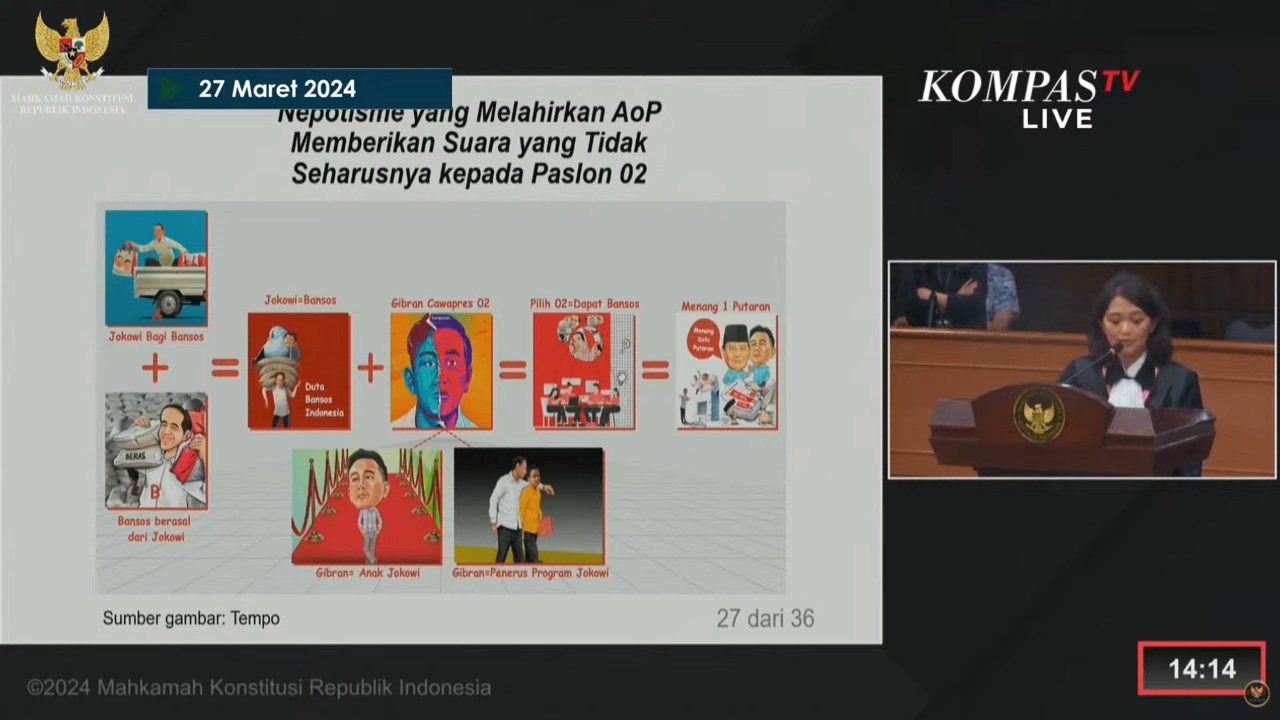 MAHKAMAH KONSTITUSI
REPUBLIK INDONESIA
27 Maret 2024
KOMPAS TV
LIVE
Nepotisme yang Melahirkan AoP
Memberikan Suara yang Tidak
Seharusnya kepada Paslon 02
Jokowi Bagi Bansos
+
BERAS
B
Bansos berasal
dari Jokowi
=
Jokowi=Bansos
Duta
Bansos
Indonesia
+
Gibran Cawapres 02
=
Pilih 02=Dapat Bansos
=
Menang 1 Putaran
Menang
Satu
Putaran
Gibran= Anak Jokowi
Gibran=Penerus Program Jokowi
Sumber gambar: Tempo
27 dari 36
14:14
©2024 Mahkamah Konstitusi Republik Indonesia